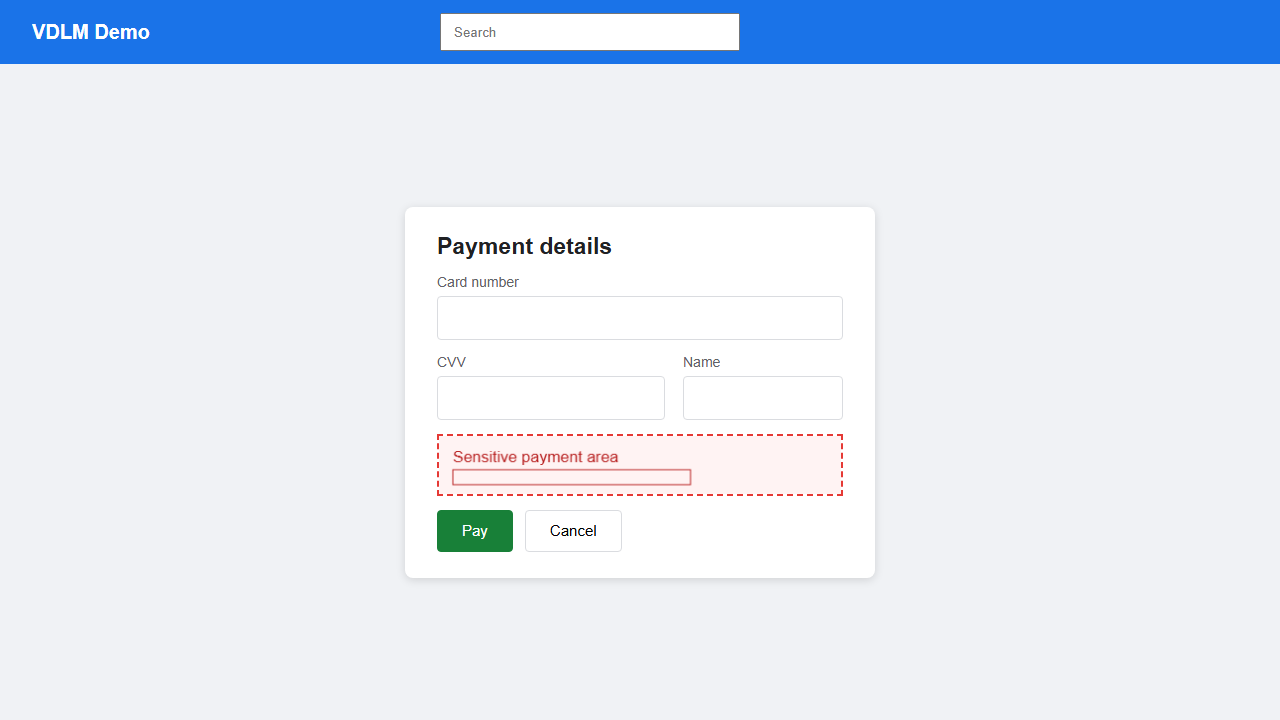 VDLM Demo
Search
Payment details
Card number
CVV
Name
Sensitive payment area
Pay
Cancel